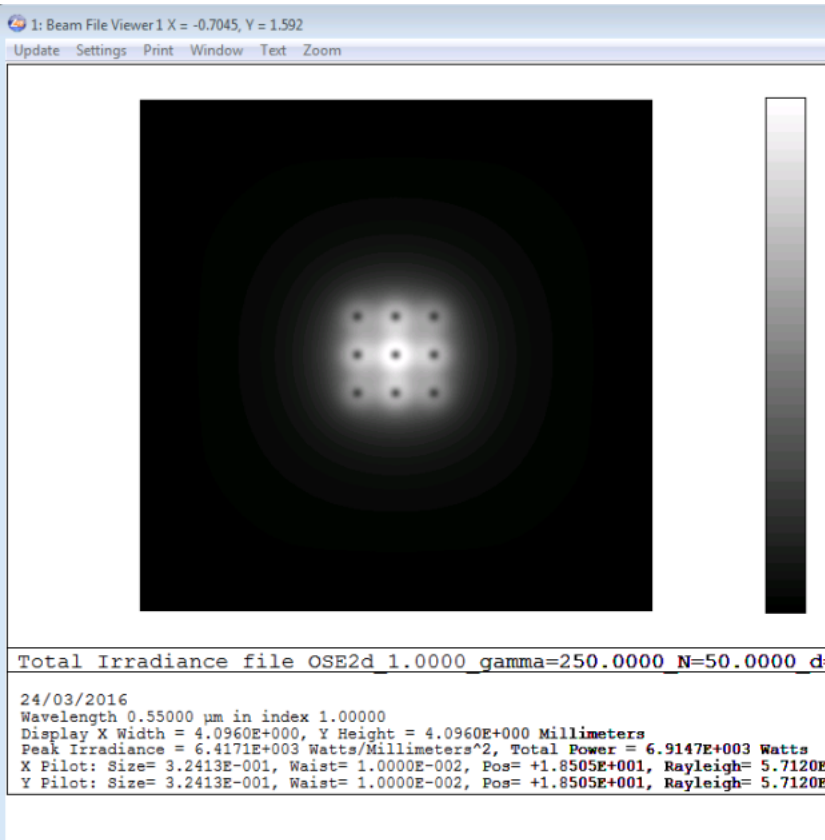 1: Beam File Viewer 1 X = -0.7045, Y = 1.592
Update Settings Print Window Text Zoom
Total Irradiance file OSE2d_1.0000_gamma=250.0000_N=50.0000_d=
24/03/2016
Wavelength 0.55000 µm in index 1.00000
Display X Width = 4.0960E+000, Y Height = 4.0960E+000 Millimeters
Peak Irradiance = 6.4171E+003 Watts/Millimeters^2, Total Power = 6.9147E+003 Watts
X Pilot: Size= 3.2413E-001, Waist= 1.0000E-002, Pos= +1.8505E+001, Rayleigh= 5.7120E
Y Pilot: Size= 3.2413E-001, Waist= 1.0000E-002, Pos= +1.8505E+001, Rayleigh= 5.7120E